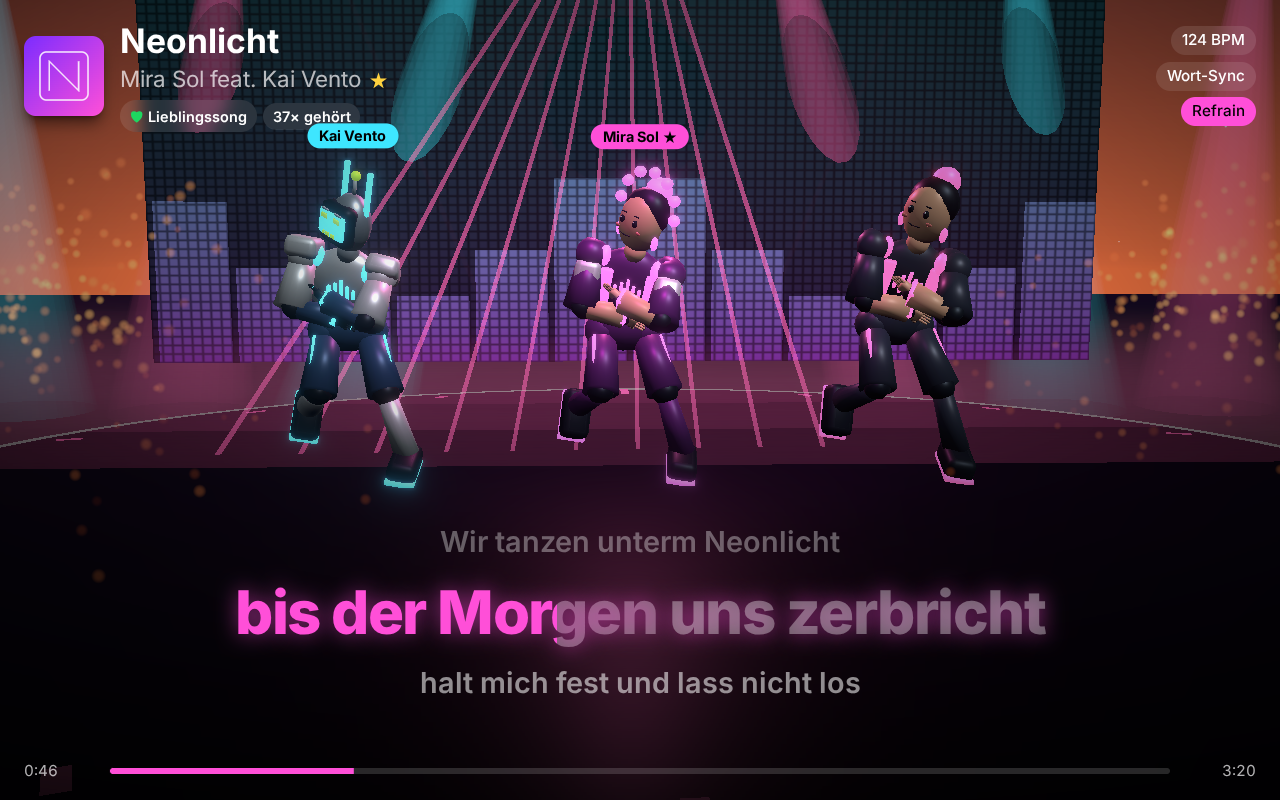 Neonlicht
Mira Sol feat. Kai Vento ★
Lieblingssong
37× gehört
124 BPM
Wort-Sync
Refrain
N
Kai Vento
Mira Sol ★
Wir tanzen unterm Neonlicht
bis der Morgen uns zerbricht
halt mich fest und lass nicht los
0:46
3:20